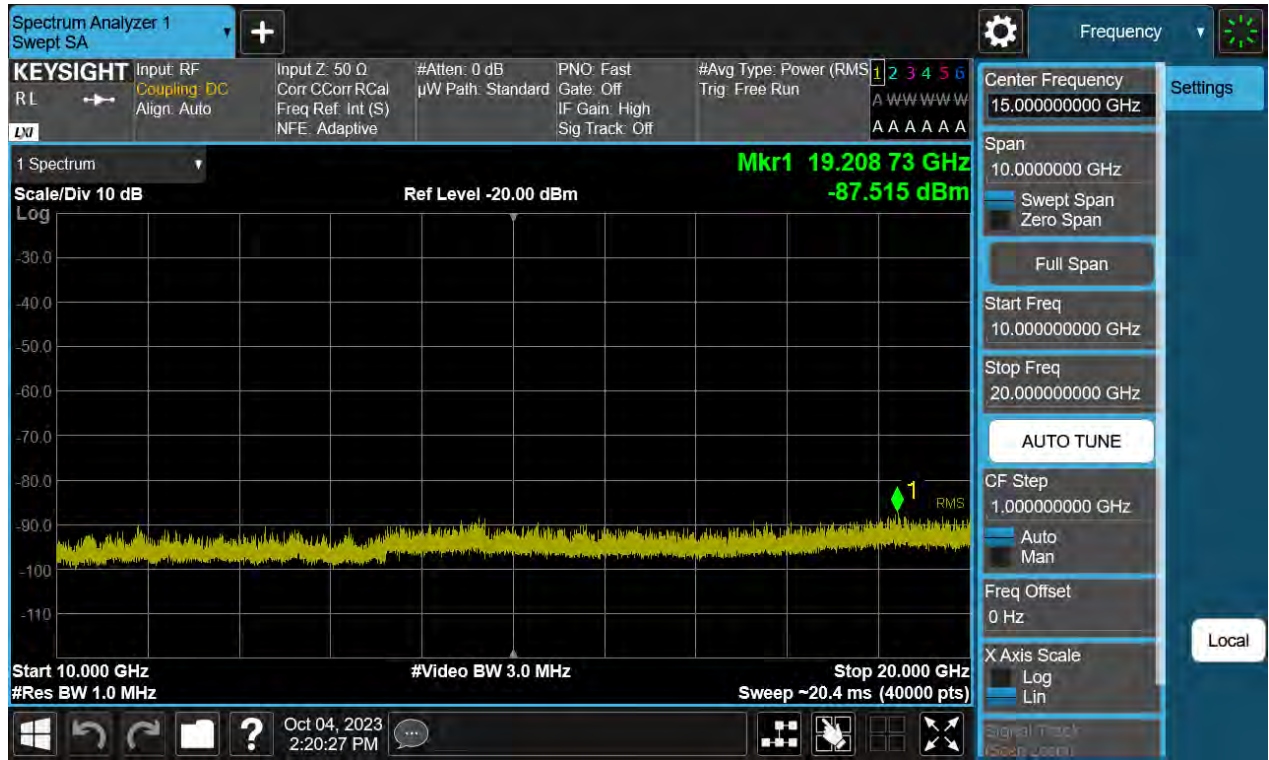 Spectrum Analyzer 1
Swept SA
Frequency
KEYSIGHT
RL
LXI
Input: RF
Coupling: DC
Align: Auto
Input Z: 50 Ω
Corr CCorr RCal
Freq Ref: Int (S)
NFE: Adaptive
#Atten: 0 dB
µW Path: Standard
PNO: Fast
Gate: Off
IF Gain: High
Sig Track: Off
#Avg Type: Power (RMS
Trig: Free Run
1 2 3 4 5 6
A W W W W W
A A A A A A
1 Spectrum
Mkr1 19.208 73 GHz
Scale/Div 10 dB
Ref Level -20.00 dBm
-87.515 dBm
Log
-30.0
-40.0
-50.0
-60.0
-70.0
-80.0
-90.0
-100
-110
1
RMS
Start 10.000 GHz
#Video BW 3.0 MHz
Stop 20.000 GHz
#Res BW 1.0 MHz
Sweep ~20.4 ms (40000 pts)
Center Frequency
15.000000000 GHz
Settings
Span
10.0000000 GHz
Swept Span
Zero Span
Full Span
Start Freq
10.000000000 GHz
Stop Freq
20.000000000 GHz
AUTO TUNE
CF Step
1.000000000 GHz
Auto
Man
Freq Offset
0 Hz
X Axis Scale
Log
Lin
Signal Track
(Span Zoom)
Local
?
Oct 04, 2023
2:20:27 PM